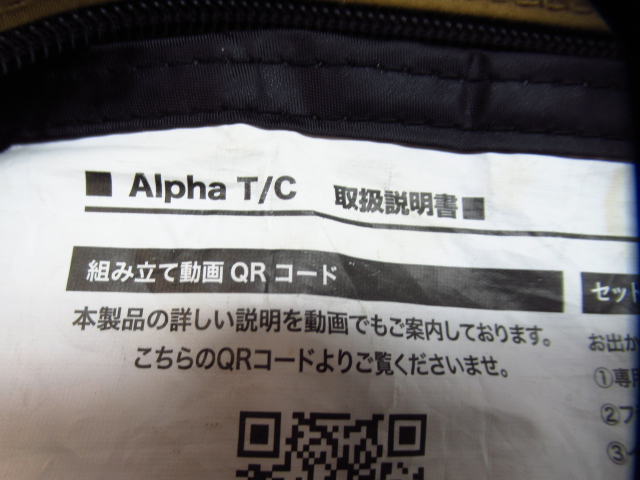 ■ Alpha T/C 取扱説明書■
組み立て動画 QR コード
本製品の詳しい説明を動画でもご案内しております。
こちらのQRコードよりご覧くださいませ。
セット
お出か
①専用
②フ
③